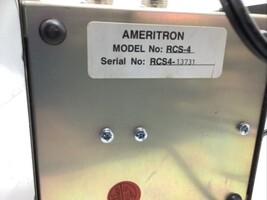 AMERITRON
MODEL No: RCS-4
Serial No: RCS4-13731